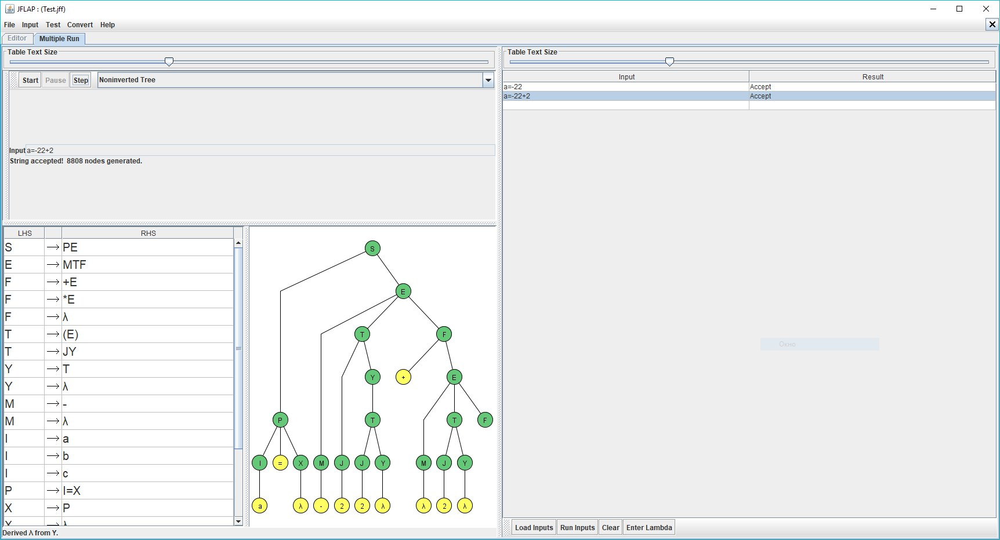 JFLAP : (Test.jff)
File Input Test Convert Help
Editor Multiple Run
Table Text Size
Start Pause Step Noninverted Tree
Input a=-22+2
String accepted! 8808 nodes generated.
LHS RHS
S → PE
E → MTF
F → +E
F → *E
F → λ
T → (E)
T → JY
Y → T
Y → λ
M → -
M → λ
I → a
I → b
I → c
P → I=X
X → P
X → λ
Derived λ from Y.
S
E
T F
Y + E
P T T F
I = X M J J Y M J Y
a λ - 2 2 λ λ 2 λ
Table Text Size
Input Result
a=-22 Accept
a=-22+2 Accept
Окно
Load Inputs Run Inputs Clear Enter Lambda